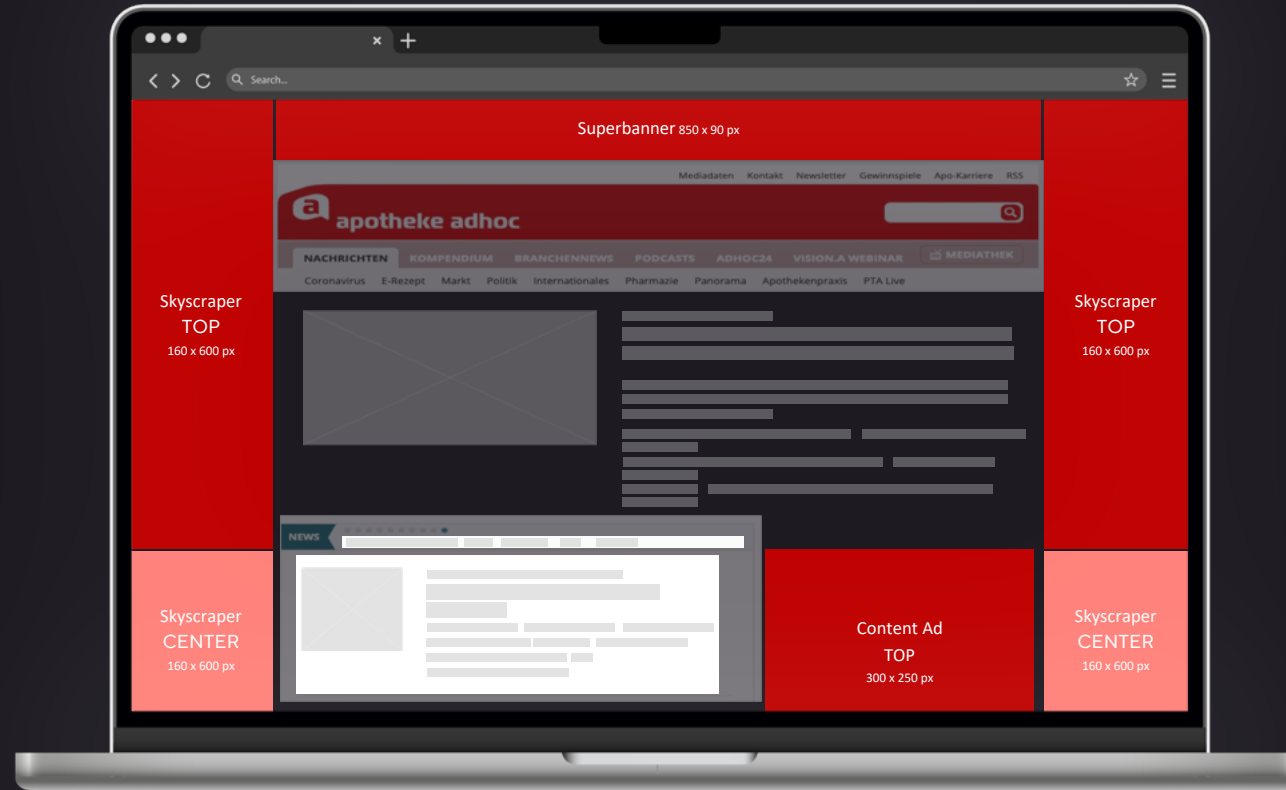 Search...
Superbanner 850 x 90 px
Mediadaten Kontakt Newsletter Gewinnspiele Apo-Karriere RSS
a apotheke adhoc
NACHRICHTEN KOMPENDIUM BRANCHENNEWS PODCASTS ADHOC24 VISION.A WEBINAR MEDIATHEK
Coronavirus E-Rezept Markt Politik Internationales Pharmazie Panorama Apothekenpraxis PTA Live
Skyscraper
TOP
160 x 600 px
Skyscraper
TOP
160 x 600 px
NEWS
Skyscraper
CENTER
160 x 600 px
Content Ad
TOP
300 x 250 px
Skyscraper
CENTER
160 x 600 px